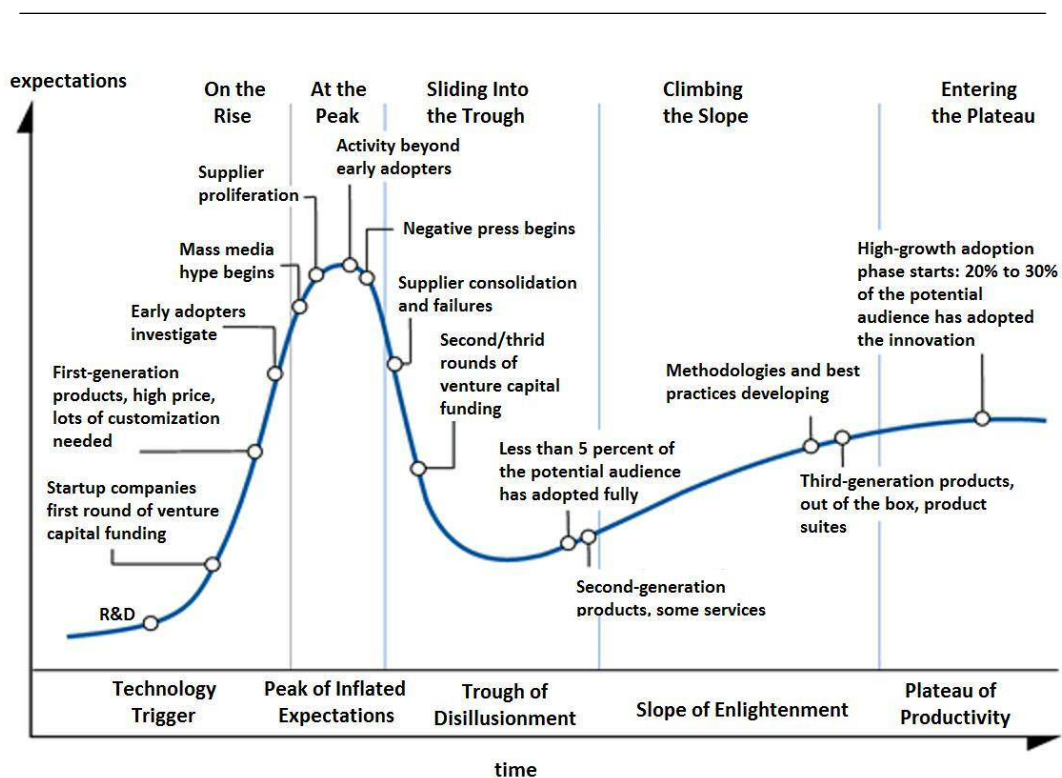 expectations
On the
Rise
At the
Peak
Sliding Into
the Trough
Climbing
the Slope
Entering
the Plateau
Activity beyond
early adopters
Supplier
proliferation
Negative press begins
Mass media
hype begins
High-growth adoption
phase starts: 20% to 30%
of the potential
audience has adopted
the innovation
Supplier consolidation
and failures
Early adopters
investigate
Second/thrid
rounds of
venture capital
funding
First-generation
products, high price,
lots of customization
needed
Methodologies and best
practices developing
Less than 5 percent of
the potential audience
has adopted fully
Startup companies
first round of venture
capital funding
Third-generation products,
out of the box, product
suites
Second-generation
products, some services
R&D
Technology
Trigger
Peak of Inflated
Expectations
Trough of
Disillusionment
Slope of Enlightenment
Plateau of
Productivity
time